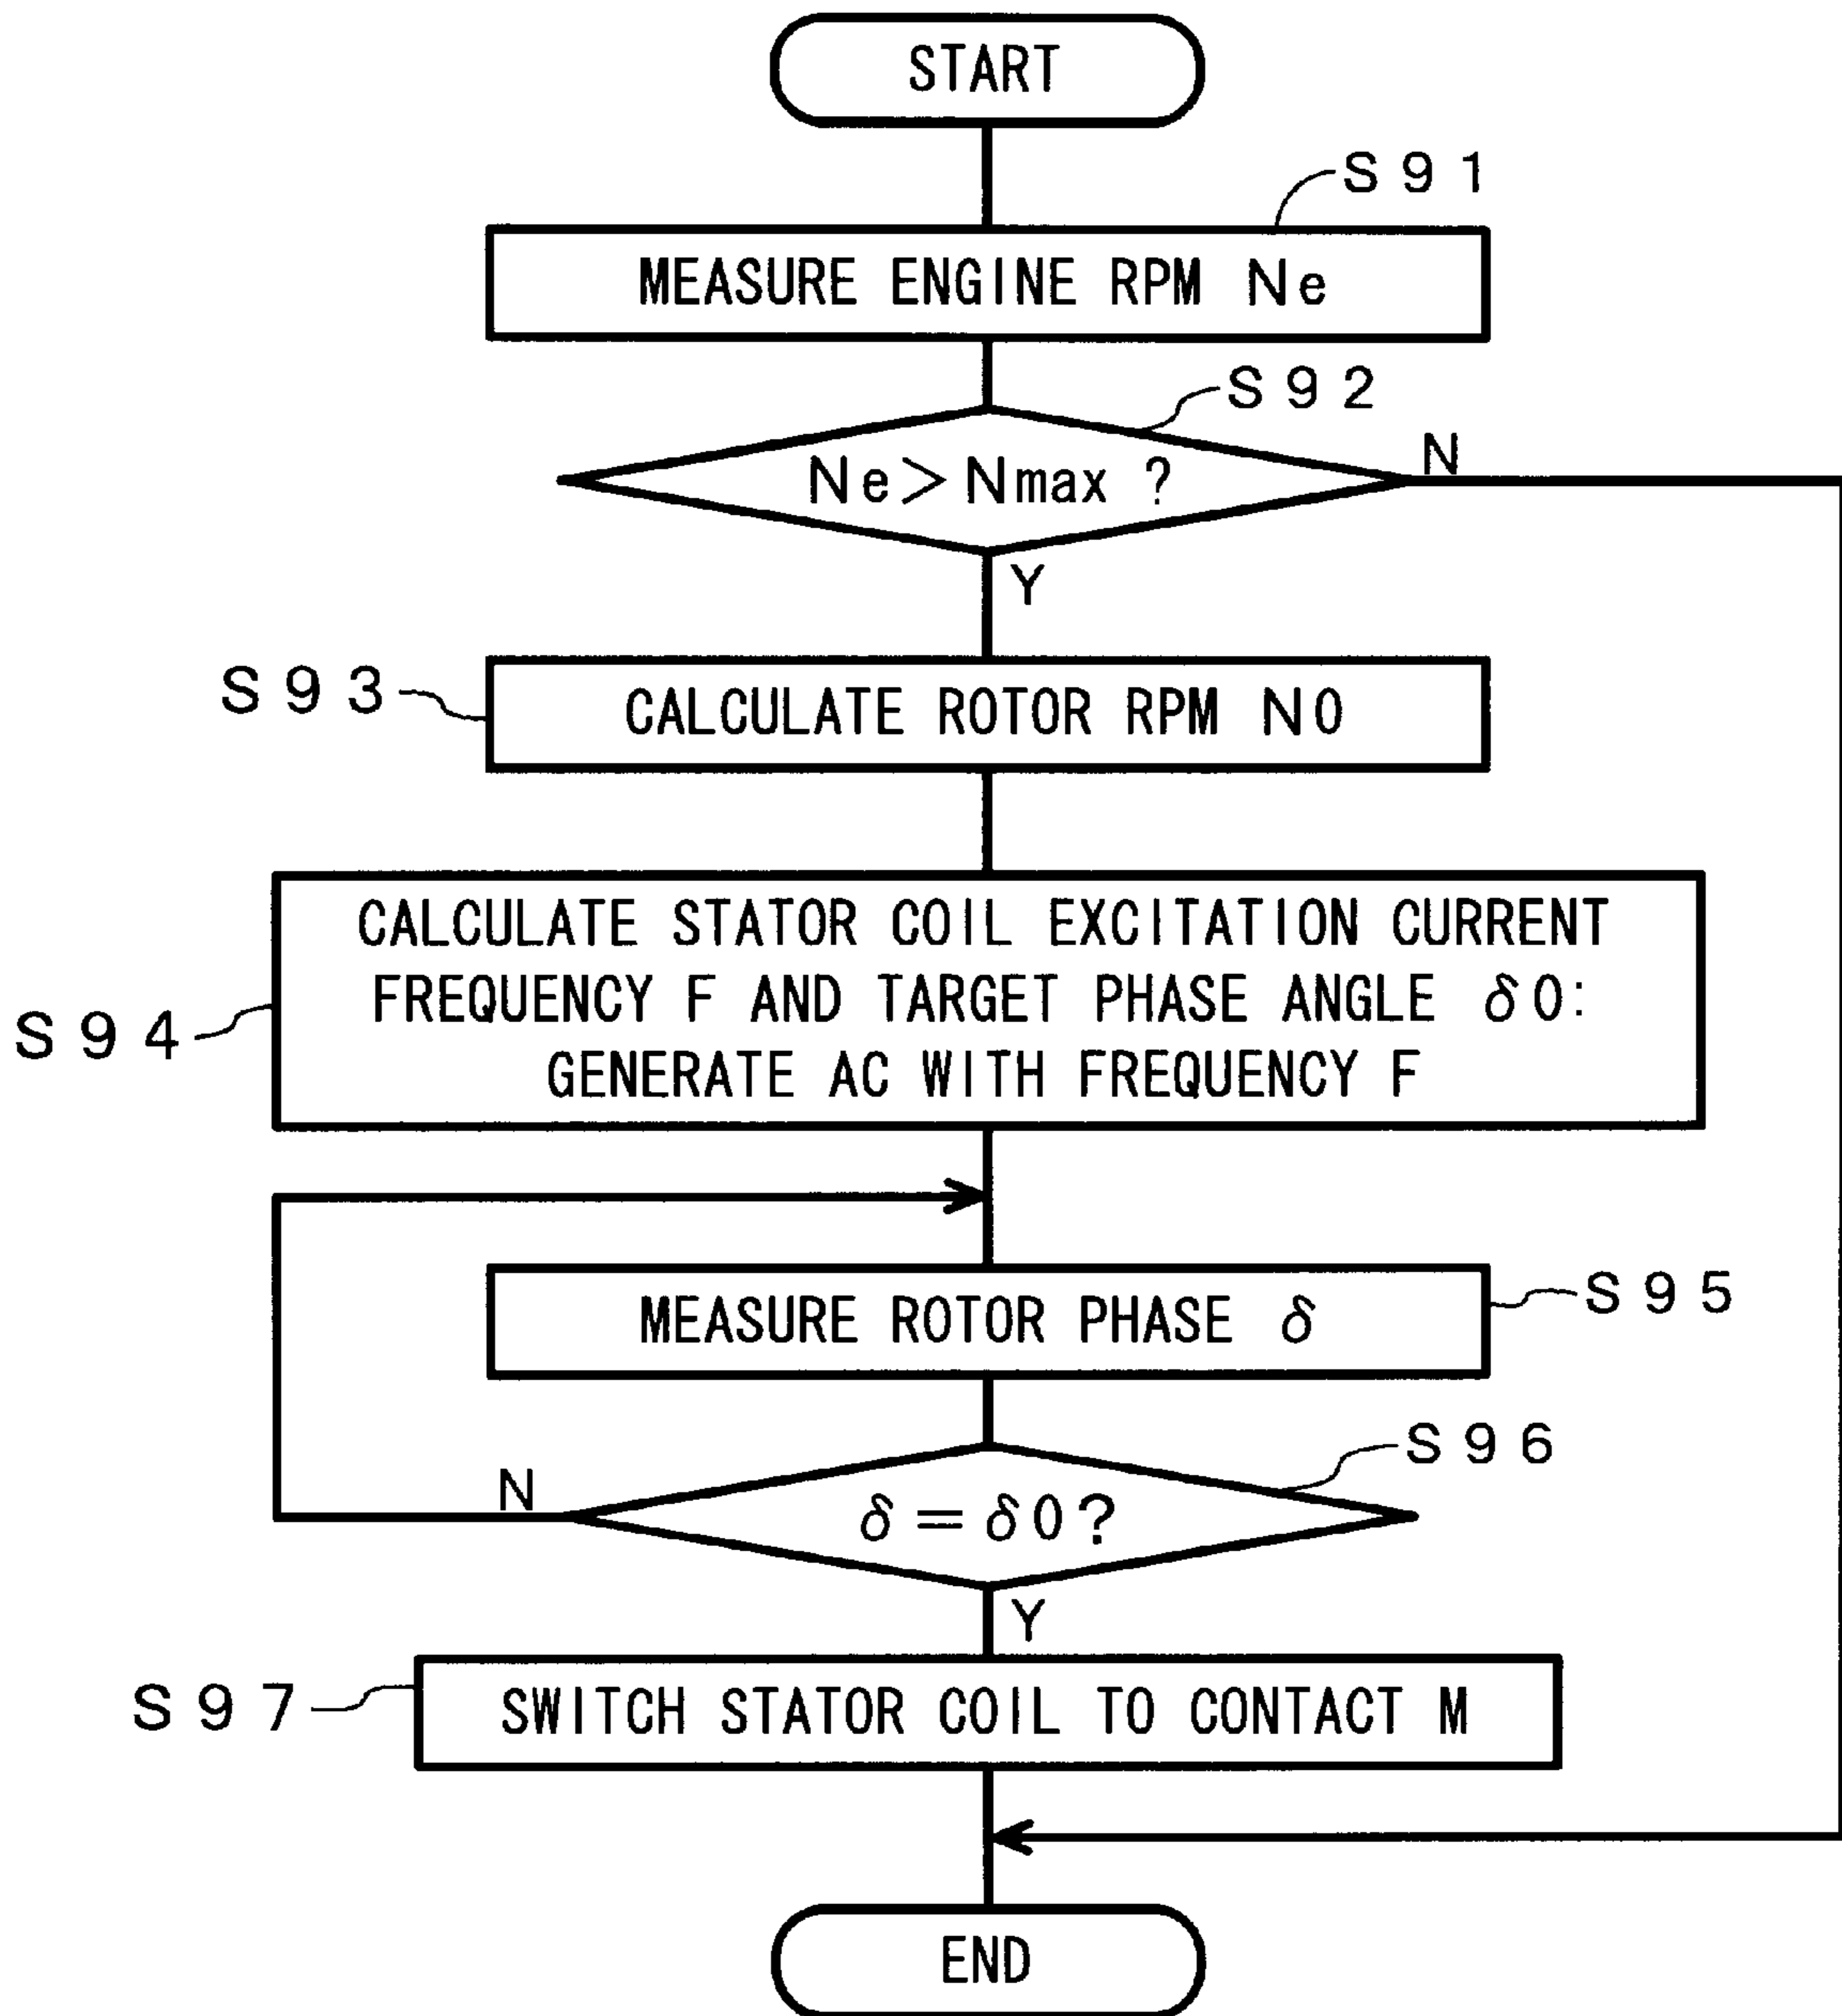 START
S91
MEASURE ENGINE RPM Ne
S92
Ne>Nmax ?
N
Y
S93
CALCULATE ROTOR RPM N0
CALCULATE STATOR COIL EXCITATION CURRENT
FREQUENCY F AND TARGET PHASE ANGLE δ0:
GENERATE AC WITH FREQUENCY F
S94
MEASURE ROTOR PHASE δ
S95
S96
N
δ=δ0?
Y
S97
SWITCH STATOR COIL TO CONTACT M
END